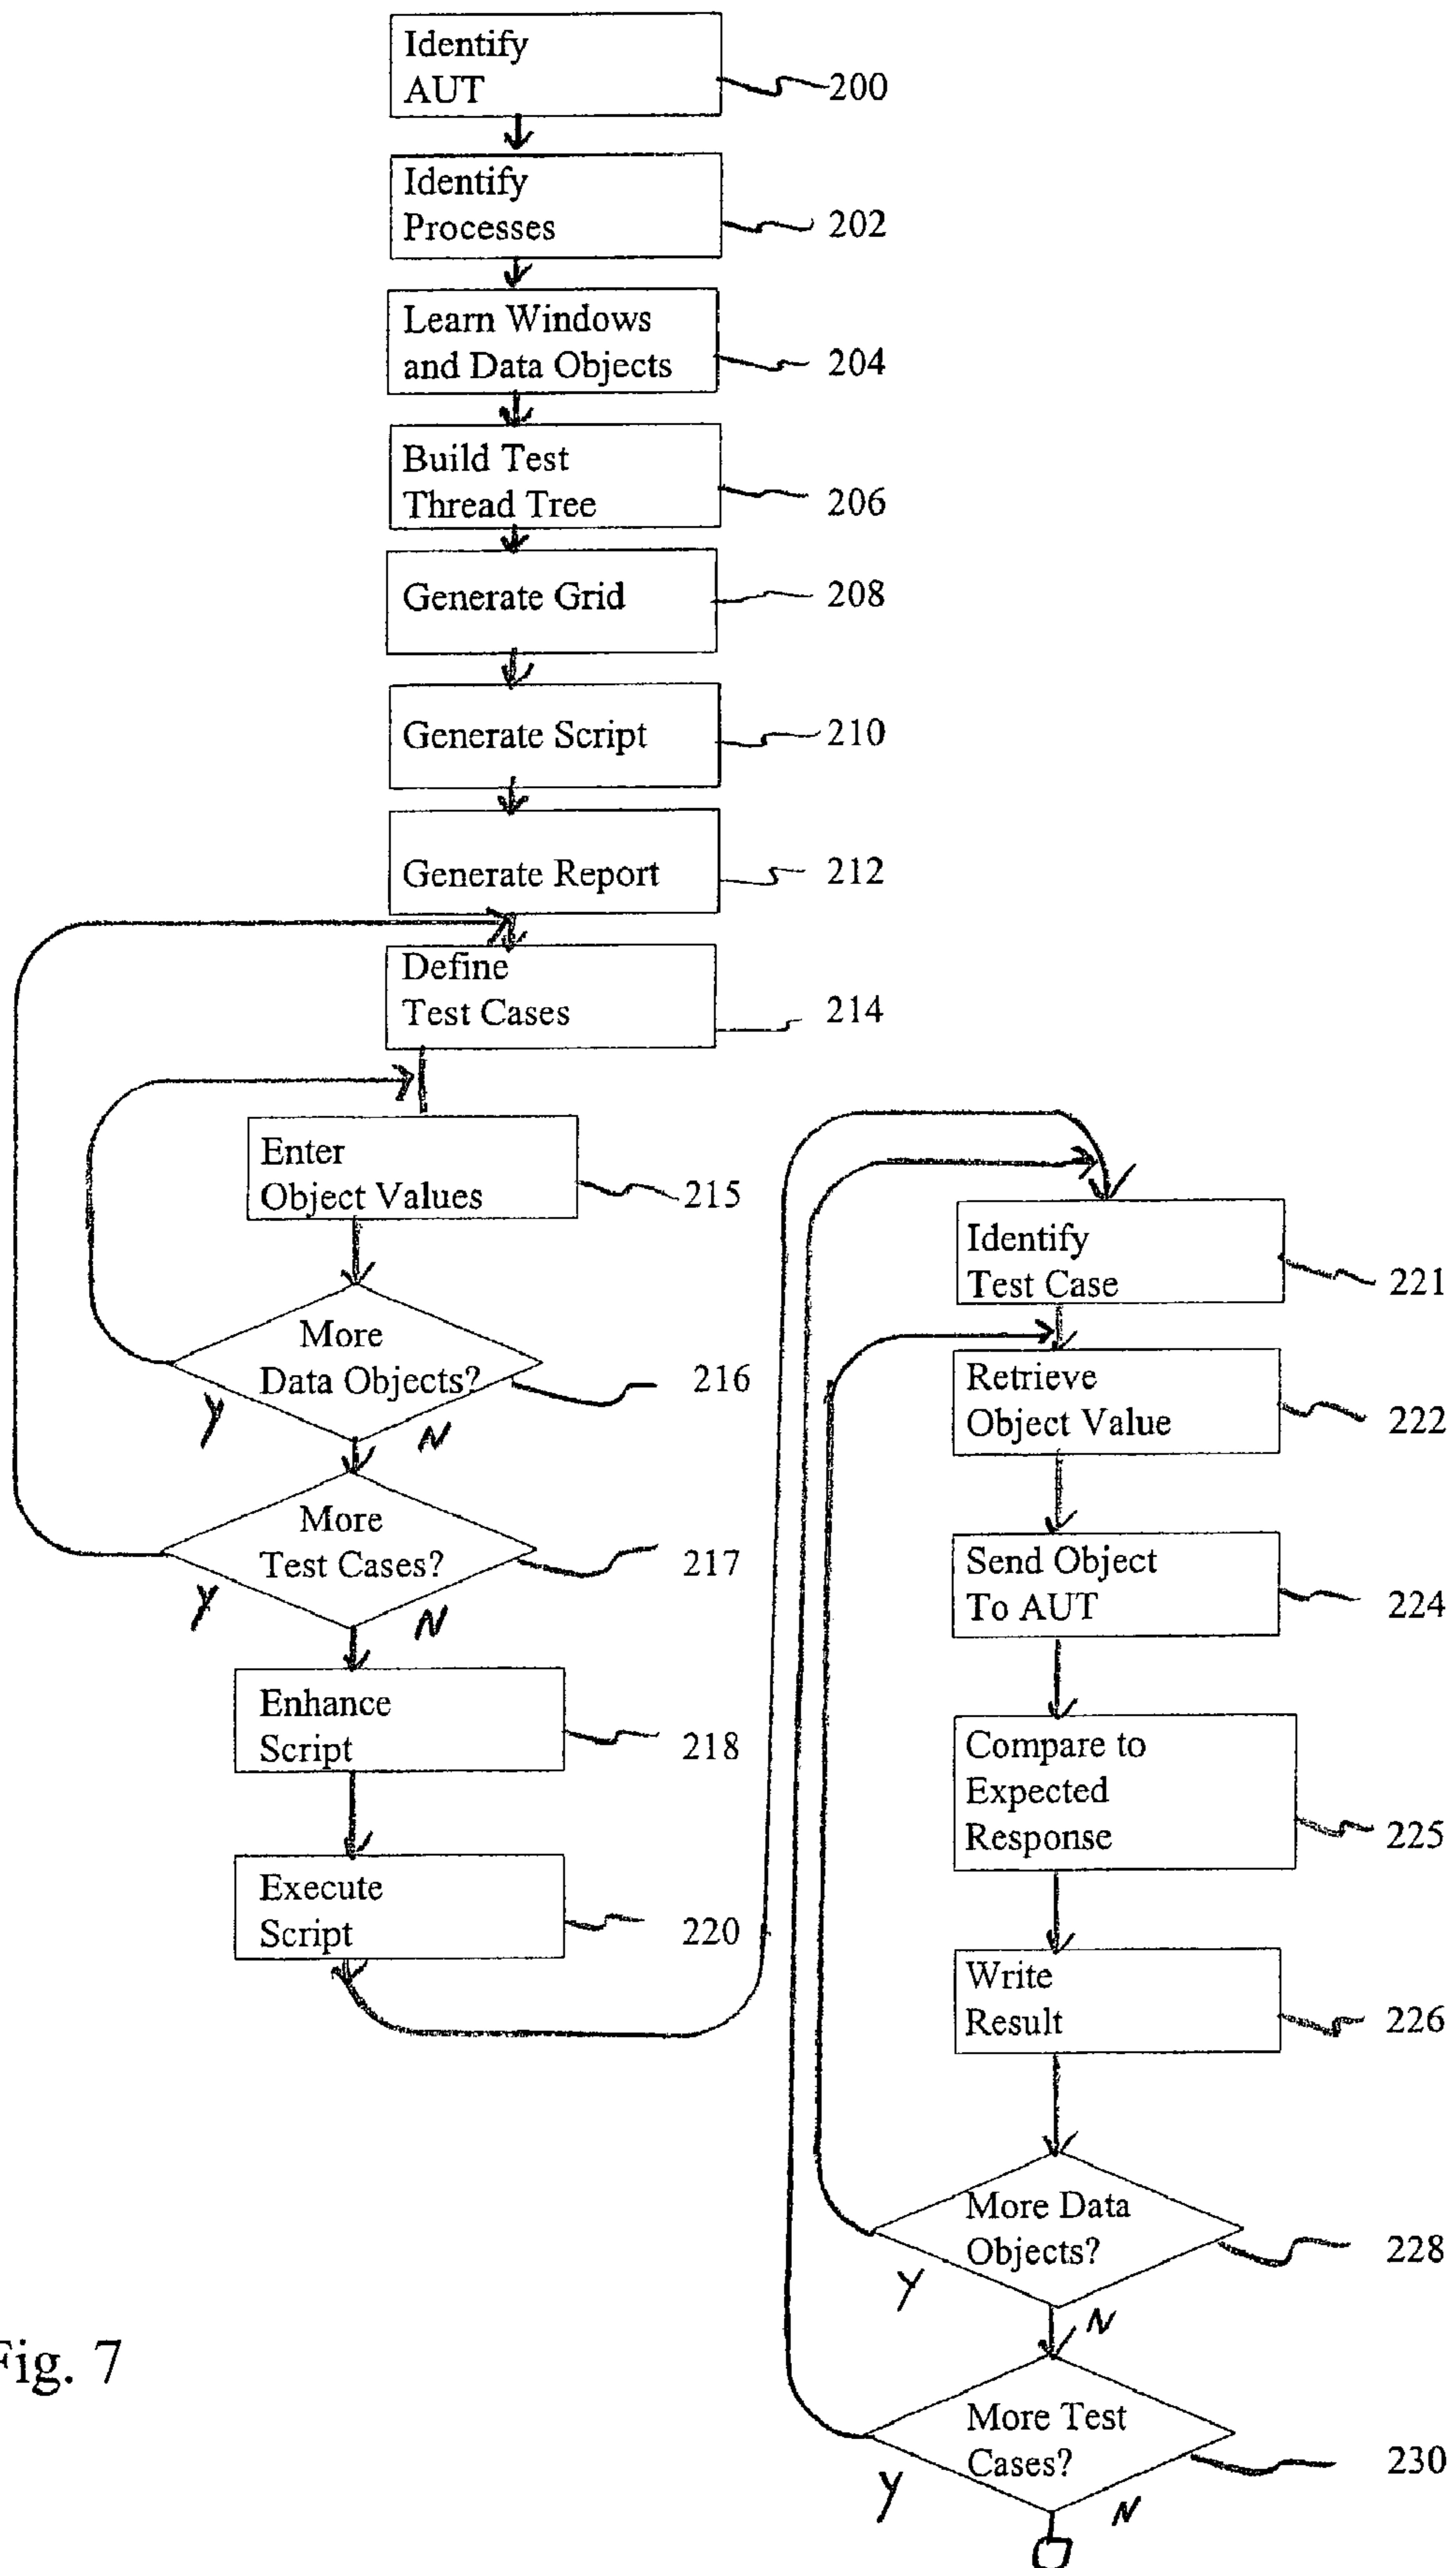 Identify
AUT
200
Identify
Processes
202
Learn Windows
and Data Objects
204
Build Test
Thread Tree
206
Generate Grid
208
Generate Script
210
Generate Report
212
Define
Test Cases
214
Enter
Object Values
215
More
Data Objects?
216
Y
N
More
Test Cases?
217
Y
N
Enhance
Script
218
Execute
Script
220
Identify
Test Case
221
Retrieve
Object Value
222
Send Object
To AUT
224
Compare to
Expected
Response
225
Write
Result
226
More Data
Objects?
228
Y
N
More Test
Cases?
230
Y
N
Fig. 7